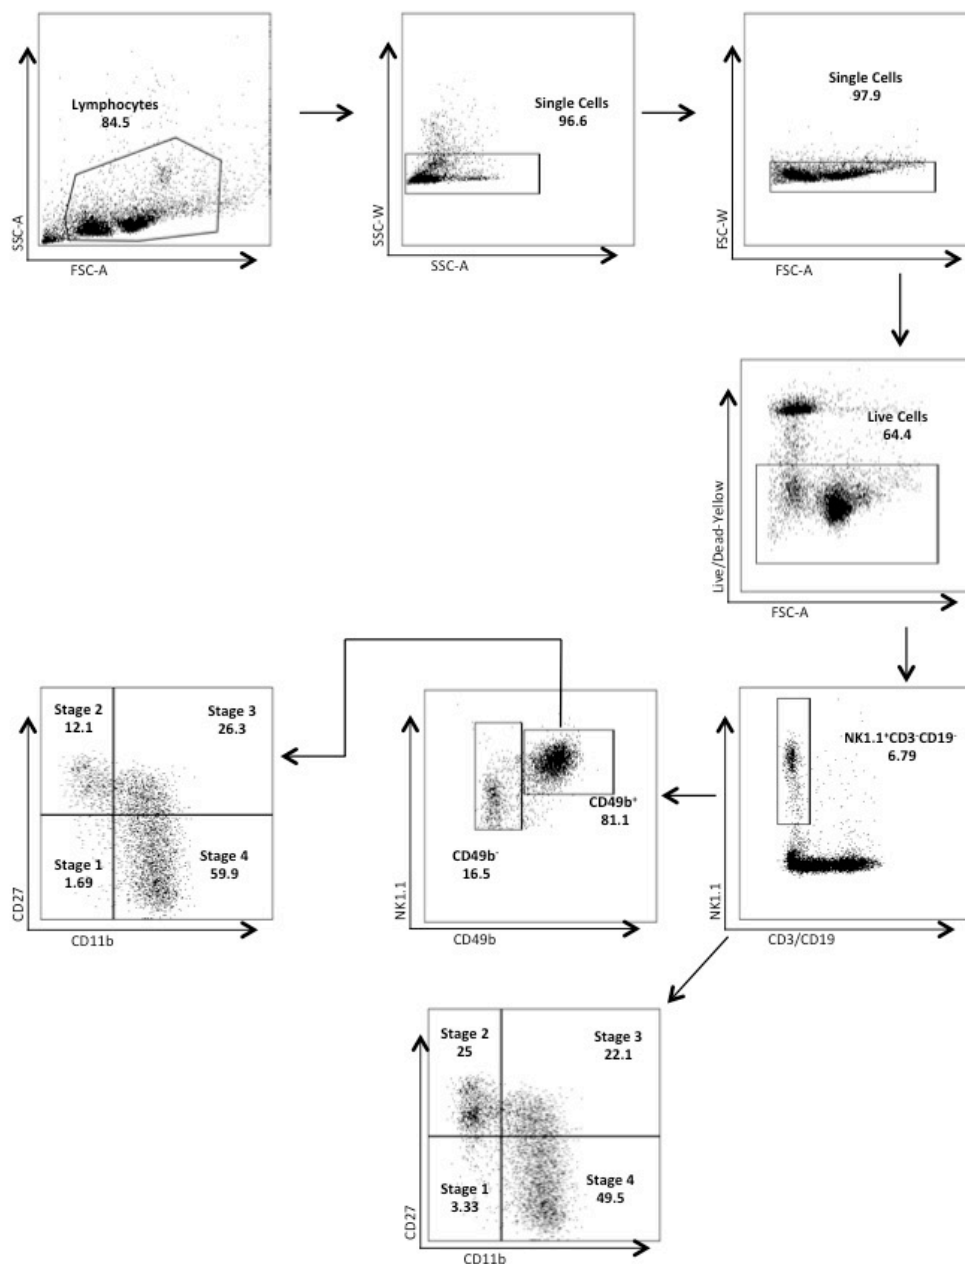 Lymphocytes
84.5
SSC-A
FSC-A
Single Cells
96.6
SSC-W
SSC-A
Single Cells
97.9
FSC-W
FSC-A
Live Cells
64.4
Live/Dead-Yellow
FSC-A
Stage 2
12.1
Stage 3
26.3
Stage 1
1.69
Stage 4
59.9
CD27
CD11b
CD49b⁺
81.1
CD49b⁻
16.5
NK1.1
CD49b
NK1.1⁺CD3⁻CD19⁻
6.79
NK1.1
CD3/CD19
Stage 2
25
Stage 3
22.1
Stage 1
3.33
Stage 4
49.5
CD27
CD11b